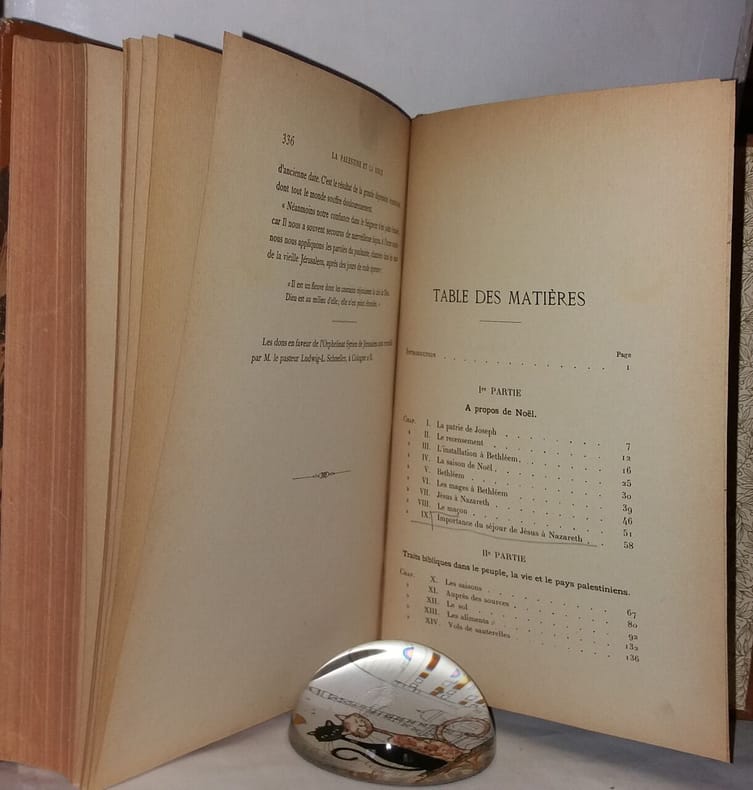 336
LA PALESTINE ET LA BIBLE
d'ancienne date. C'est le résultat de la grande
dont tout le monde souffre douloureusement.
« Néanmoins notre confiance dans le Seigneur
car Il nous a souvent secourus de merveilleuse façon,
nous nous appliquons les paroles du psalmiste,
de la vieille Jérusalem, après des jours de rude épreuve:
« Il est un fleuve dont les courants réjouissent la cité de Dieu.
Dieu est au milieu d'elle; elle n'est point ébranlée. »
Les dons en faveur de l'Orphelinat Syrien de Jérusalem sont
par M. le pasteur Ludwig-L. Schneller, à Cologne
TABLE DES MATIÈRES
Page
INTRODUCTION . . . . . . . . . . . . . 1
Ire PARTIE
A propos de Noël.
CHAP. I. La patrie de Joseph . . . . . . . 7
» II. Le recensement . . . . . . . 12
» III. L'installation à Bethléem . . . . . . 16
» IV. La saison de Noël . . . . . . . 25
» V. Bethléem . . . . . . . . 30
» VI. Les mages à Bethléem . . . . . . 39
» VII. Jésus à Nazareth . . . . . . . 46
» VIII. Le maçon . . . . . . . . 51
» IX. Importance du séjour de Jésus à Nazareth . . 58
IIe PARTIE
Traits bibliques dans le peuple, la vie et le pays palestiniens.
CHAP. X. Les saisons . . . . . . . . 67
» XI. Auprès des sources . . . . . . . 80
» XII. Le sol . . . . . . . . . 92
» XIII. Les aliments . . . . . . . . 132
» XIV. Vols de sauterelles . . . . . . . 136